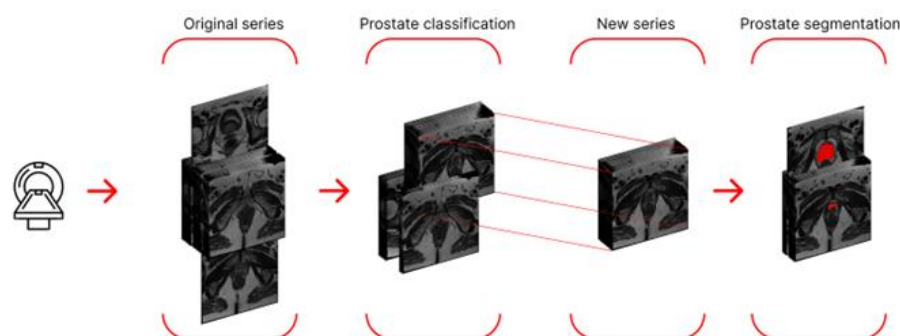 Original series
Prostate classification
New series
Prostate segmentation